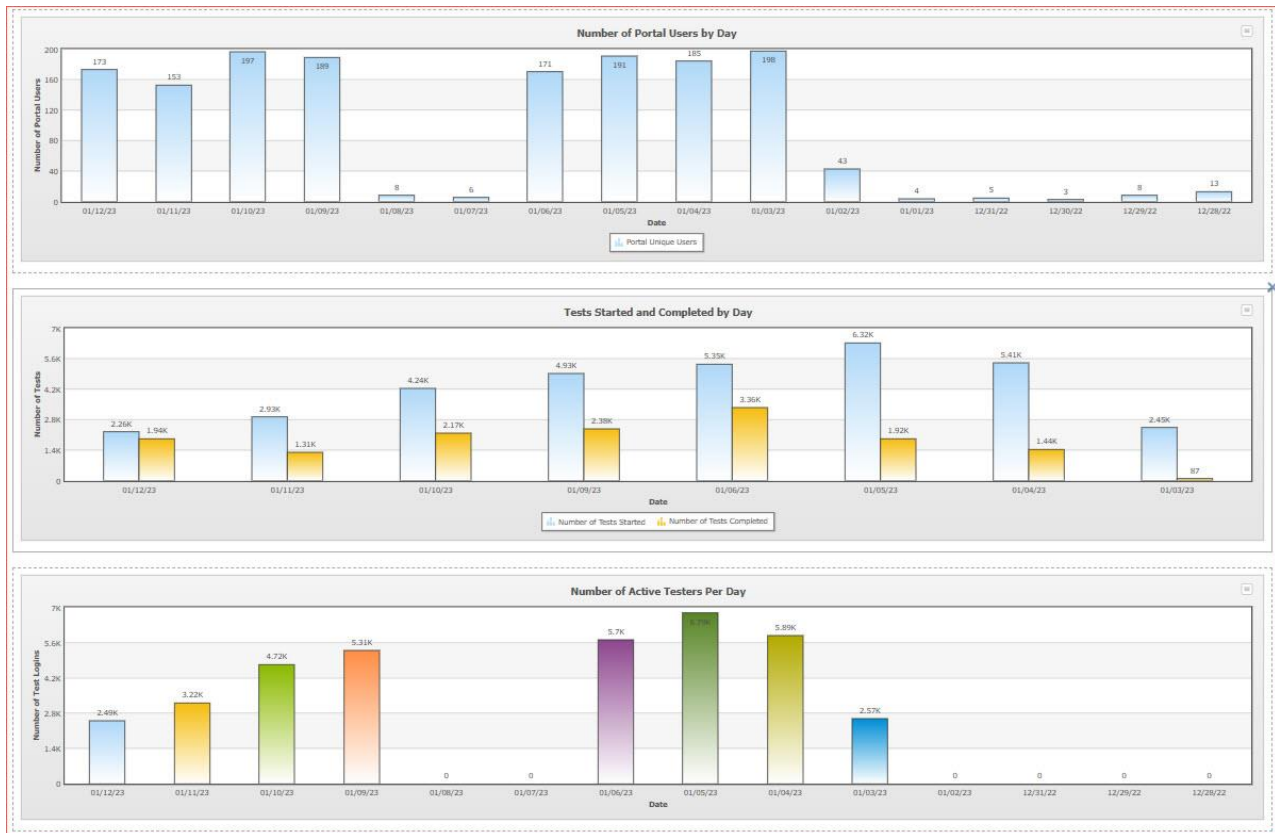 Number of Portal Users by Day
Number of Portal Users
200
160
120
80
40
0
173
153
197
189
8
6
171
191
185
198
43
4
5
3
8
13
01/12/23 01/11/23 01/10/23 01/09/23 01/08/23 01/07/23 01/06/23 01/05/23 01/04/23 01/03/23 01/02/23 01/01/23 12/31/22 12/30/22 12/29/22 12/28/22
Date
Portal Unique Users
Tests Started and Completed by Day
Number of Tests
7K
5.6K
4.2K
2.8K
1.4K
0
2.26K
1.94K
2.93K
1.31K
4.24K
2.17K
4.93K
2.38K
5.35K
3.36K
6.32K
1.92K
5.41K
1.44K
2.45K
87
01/12/23 01/11/23 01/10/23 01/09/23 01/06/23 01/05/23 01/04/23 01/03/23
Date
Number of Tests Started Number of Tests Completed
Number of Active Testers Per Day
Number of Test Logins
7K
5.6K
4.2K
2.8K
1.4K
0
2.49K
3.22K
4.72K
5.31K
0
0
5.7K
6.79K
5.89K
2.57K
0
0
0
0
01/12/23 01/11/23 01/10/23 01/09/23 01/08/23 01/07/23 01/06/23 01/05/23 01/04/23 01/03/23 01/02/23 12/31/22 12/29/22 12/28/22
Date